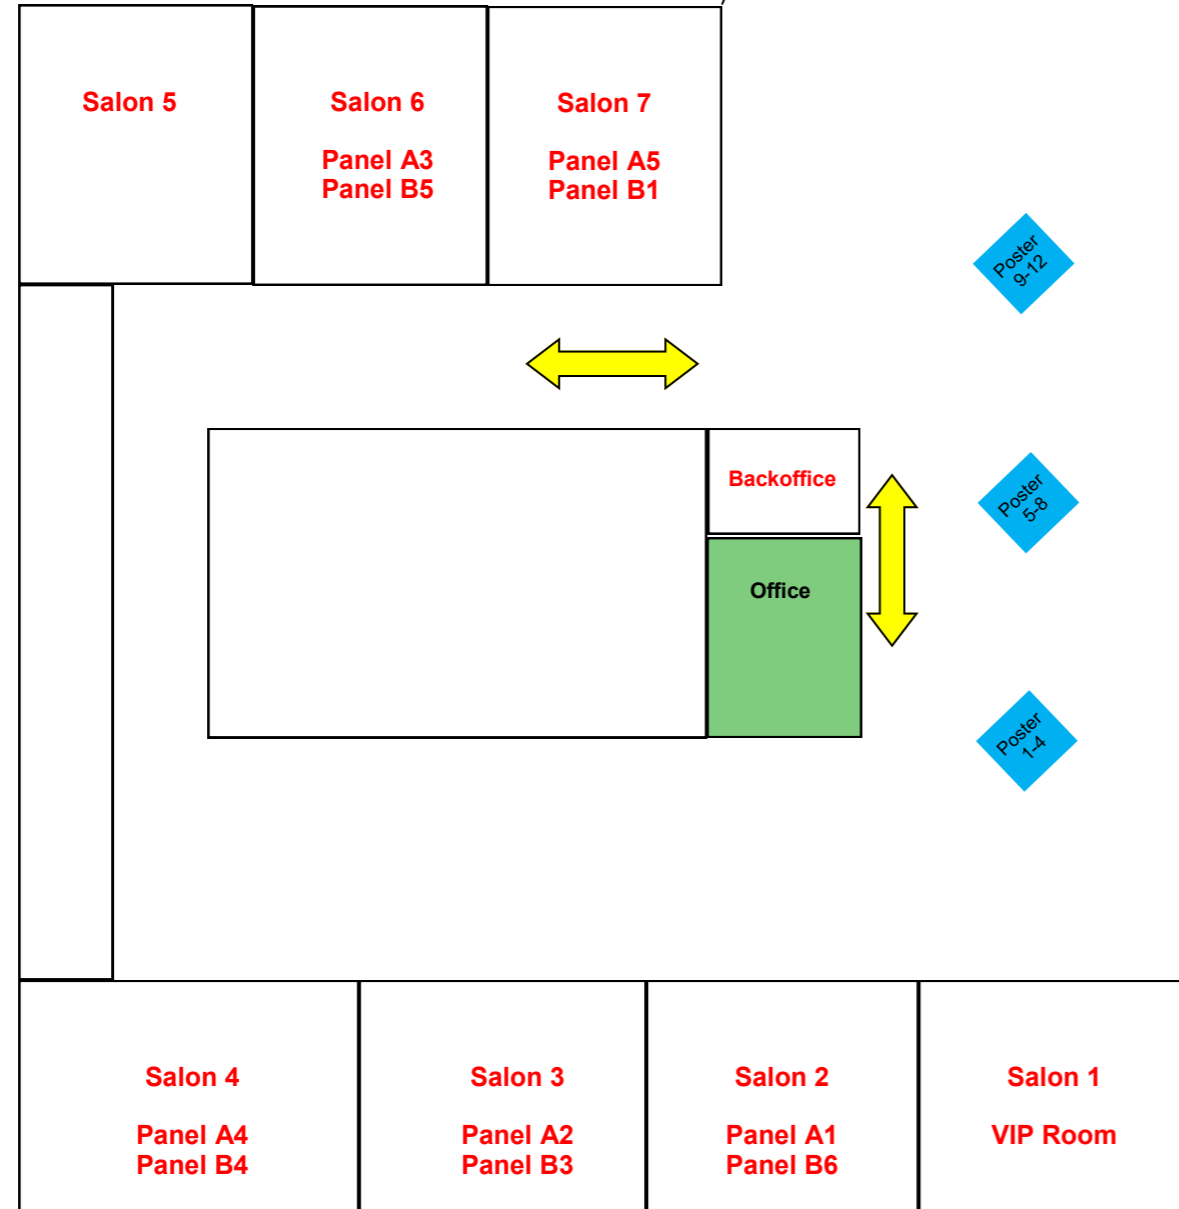 Salon 5
Salon 6
Panel A3
Panel B5
Salon 7
Panel A5
Panel B1
Poster
9-12
Backoffice
Poster
5-8
Office
Poster
1-4
Salon 4
Panel A4
Panel B4
Salon 3
Panel A2
Panel B3
Salon 2
Panel A1
Panel B6
Salon 1
VIP Room